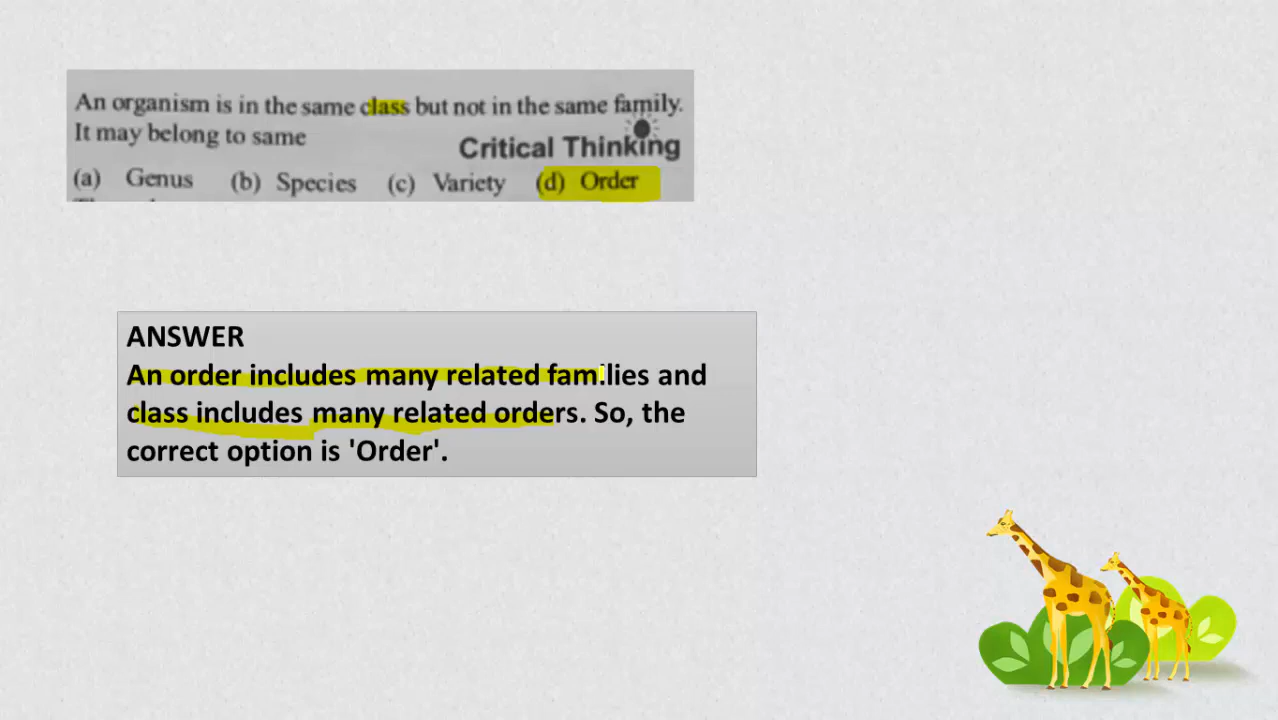 An organism is in the same class but not in the same family.
It may belong to same
Critical Thinking
(a) Genus (b) Species (c) Variety (d) Order
ANSWER
An order includes many related families and
class includes many related orders. So, the
correct option is 'Order'.